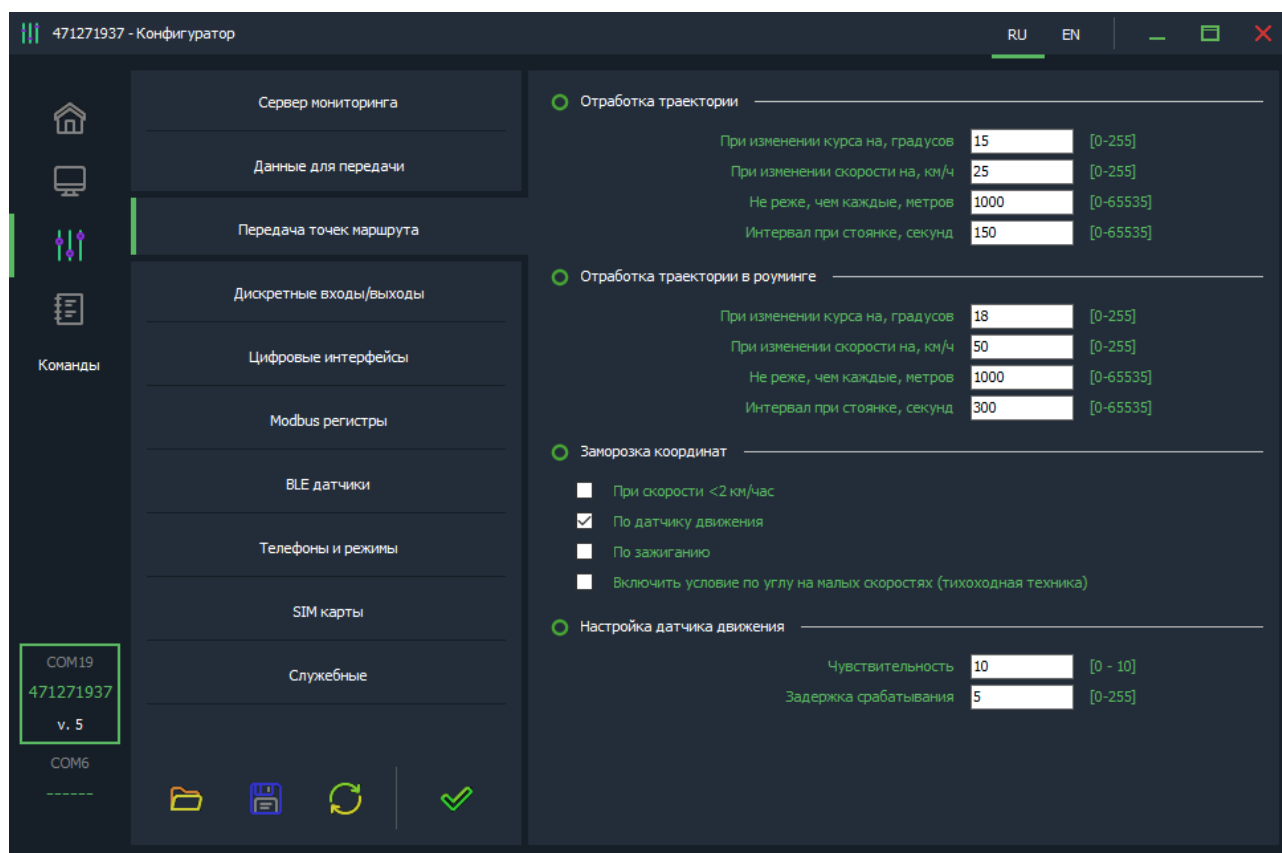 471271937 - Конфигуратор
RU EN
Сервер мониторинга
Данные для передачи
Передача точек маршрута
Дискретные входы/выходы
Цифровые интерфейсы
Modbus регистры
BLE датчики
Телефоны и режимы
SIM карты
Служебные
Команды
COM19
471271937
v. 5
COM6
------
Отработка траектории
При изменении курса на, градусов 15 [0-255]
При изменении скорости на, км/ч 25 [0-255]
Не реже, чем каждые, метров 1000 [0-65535]
Интервал при стоянке, секунд 150 [0-65535]
Отработка траектории в роуминге
При изменении курса на, градусов 18 [0-255]
При изменении скорости на, км/ч 50 [0-255]
Не реже, чем каждые, метров 1000 [0-65535]
Интервал при стоянке, секунд 300 [0-65535]
Заморозка координат
При скорости <2 км/час
По датчику движения
По зажиганию
Включить условие по углу на малых скоростях (тихоходная техника)
Настройка датчика движения
Чувствительность 10 [0 - 10]
Задержка срабатывания 5 [0-255]